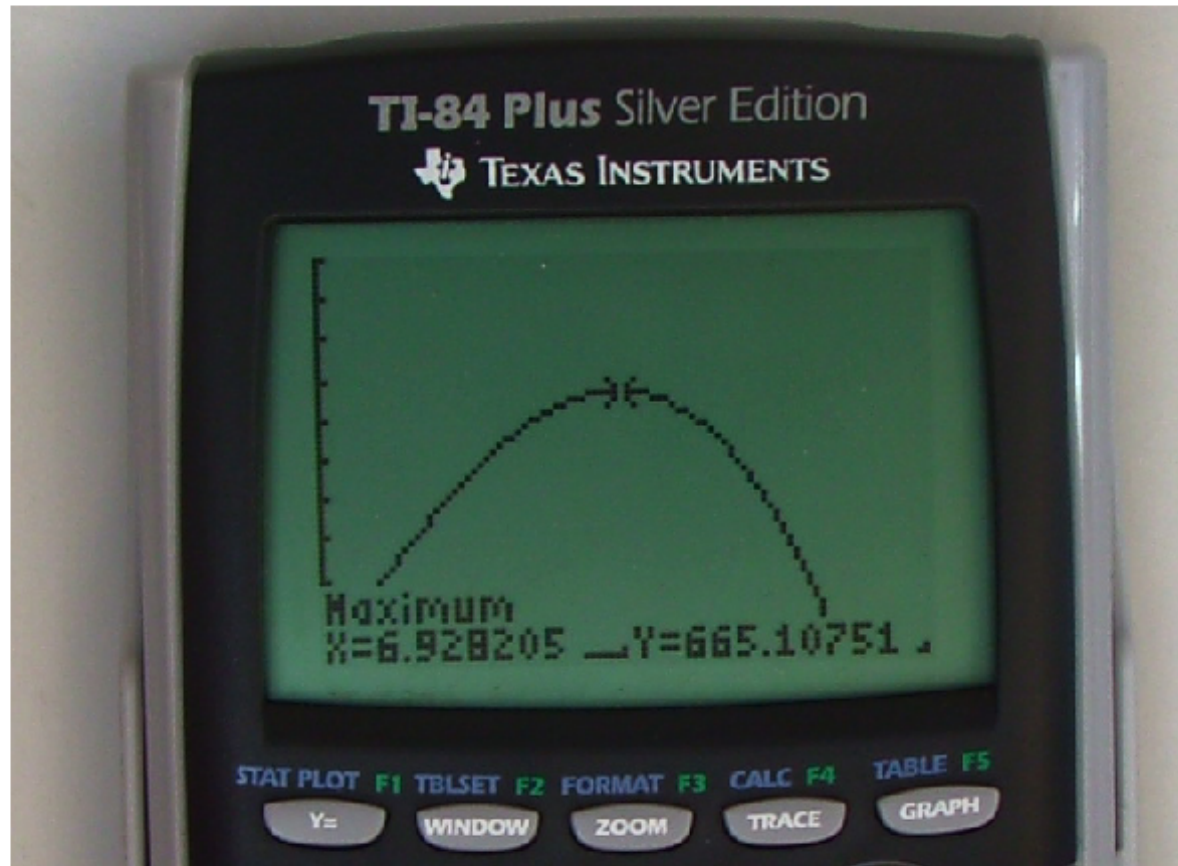 TI-84 Plus Silver Edition
TEXAS INSTRUMENTS
Maximum
X=6.928205 Y=665.10751
STAT PLOT F1 TBLSET F2 FORMAT F3 CALC F4 TABLE F5
Y= WINDOW ZOOM TRACE GRAPH